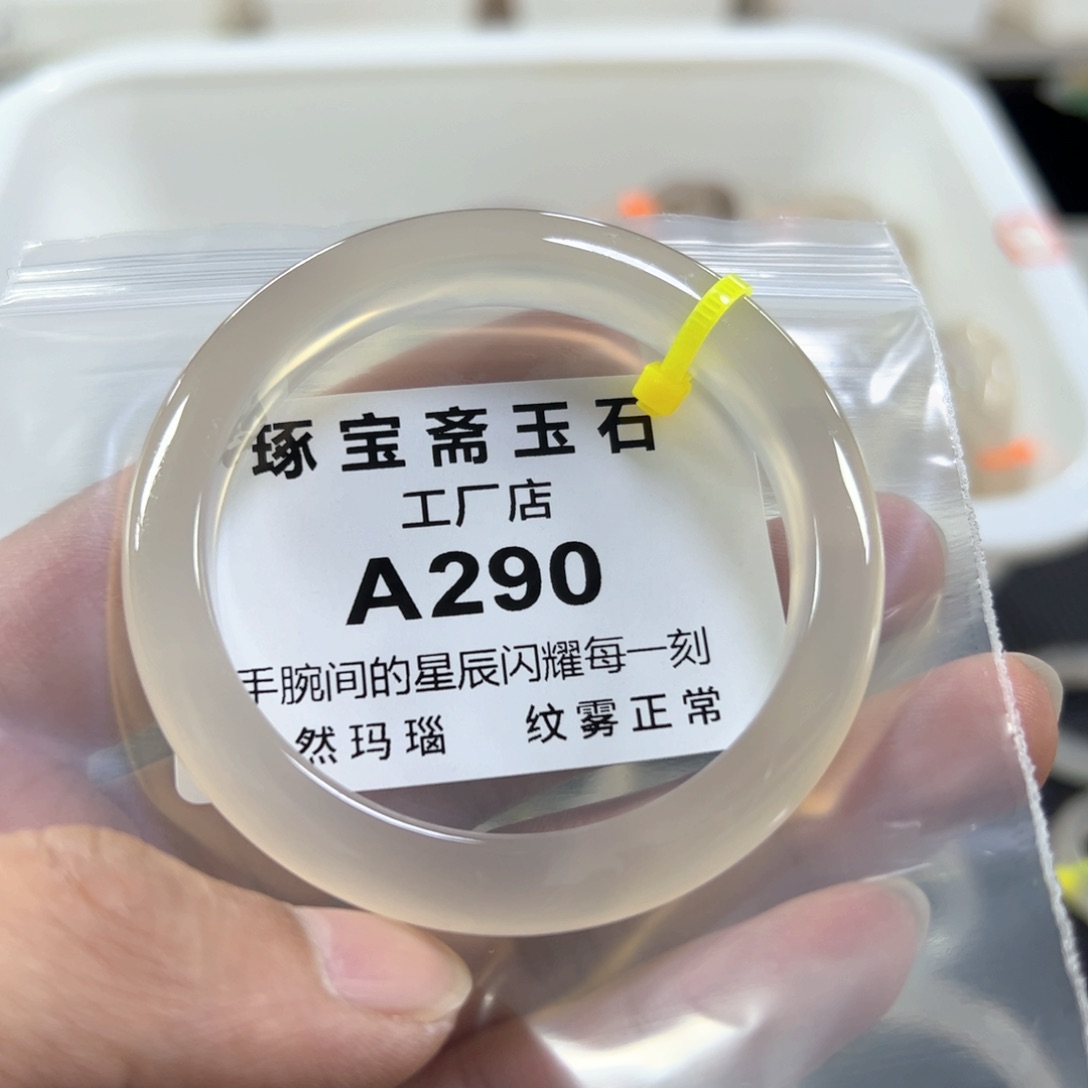 琢宝斋玉石
工厂店
A290
手腕间的星辰闪耀每一刻
然玛瑙 纹雾正常